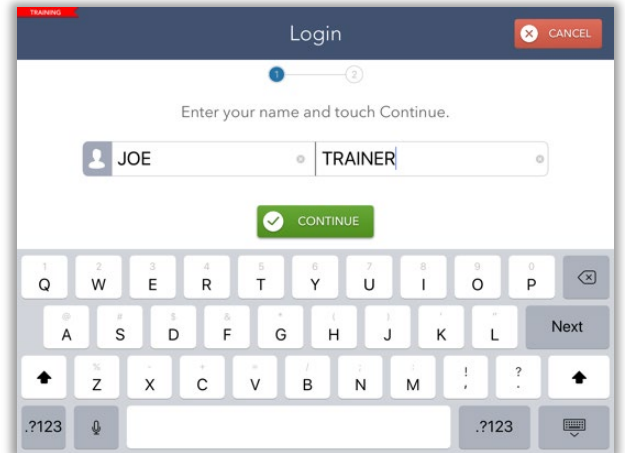 TRAINING
Login
CANCEL
1 2
Enter your name and touch Continue.
JOE TRAINER
CONTINUE
1 2 3 4 5 6 7 8 9 0
Q W E R T Y U I O P
@ # $ & * ( ) ' "
A S D F G H J K L Next
% - + = / ; : ! ?
Z X C V B N M , .
.?123 .?123